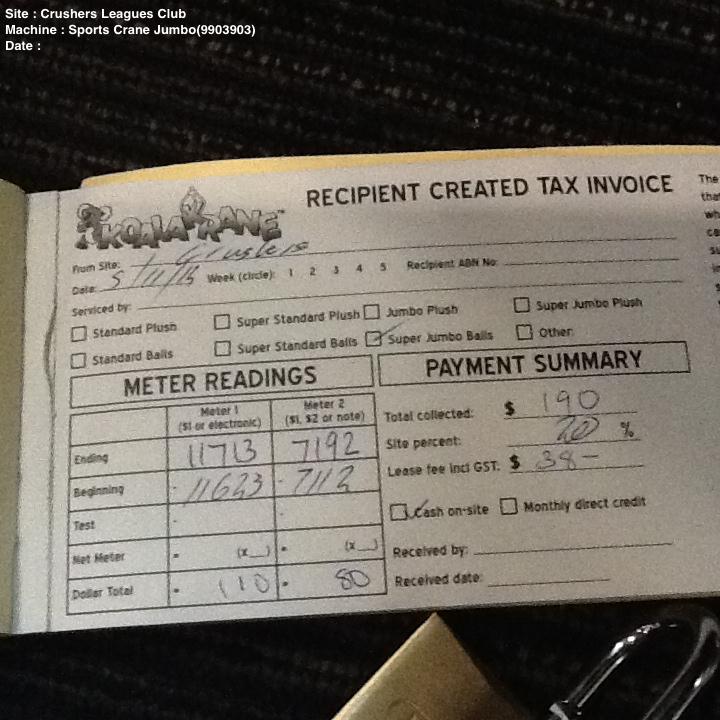 Site : Crushers Leagues Club
Machine : Sports Crane Jumbo(9903903)
Date :
KOALA KRANE™
RECIPIENT CREATED TAX INVOICE
The
From Site: Crushers
Date: 5/11/15 Week (circle): 1 2 3 4 5 Recipient ABN No:
Serviced by:
Standard Plush Super Standard Plush Jumbo Plush Super Jumbo Plush
Standard Balls Super Standard Balls Super Jumbo Balls Other:
METER READINGS
Meter 1 Meter 2
($1 or electronic) ($1, $2 or note)
Ending 11713 7192
Beginning - 11623 - 7112
Test - -
Net Meter = (x__) = (x__)
Dollar Total = 110 = 80
PAYMENT SUMMARY
Total collected: $ 190
Site percent: 20 %
Lease fee incl GST: $ 38 -
Cash on-site Monthly direct credit
Received by:
Received date: